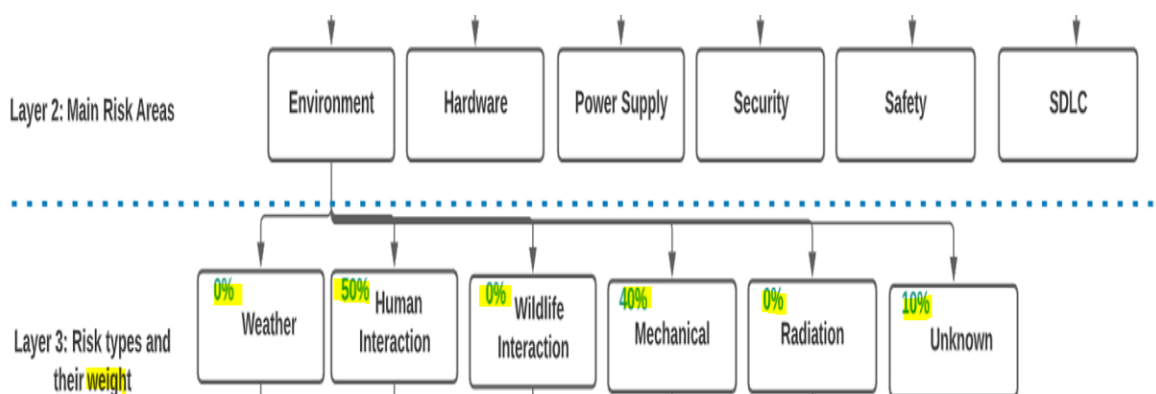 Layer 2: Main Risk Areas
Environment
Hardware
Power Supply
Security
Safety
SDLC
Layer 3: Risk types and
their weight
0%
Weather
50%
Human
Interaction
0%
Wildlife
Interaction
40%
Mechanical
0%
Radiation
10%
Unknown